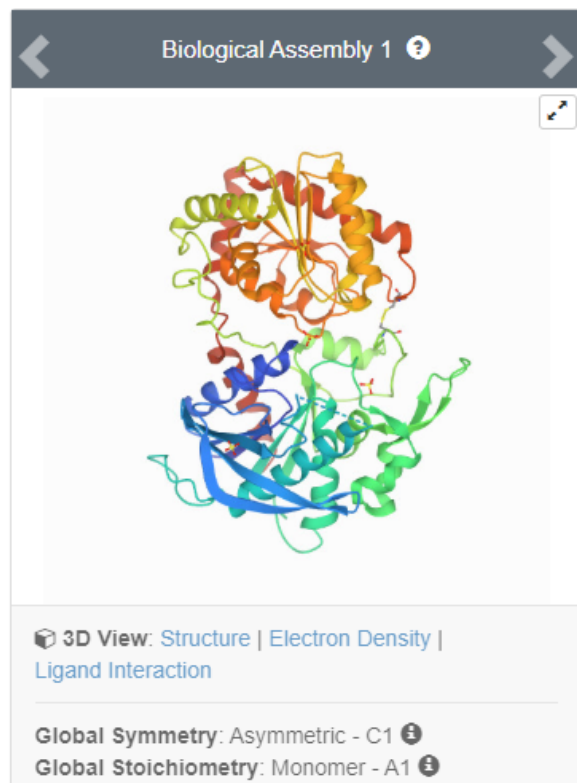 Biological Assembly 1 ?
3D View: Structure | Electron Density |
Ligand Interaction
Global Symmetry: Asymmetric - C1 i
Global Stoichiometry: Monomer - A1 i